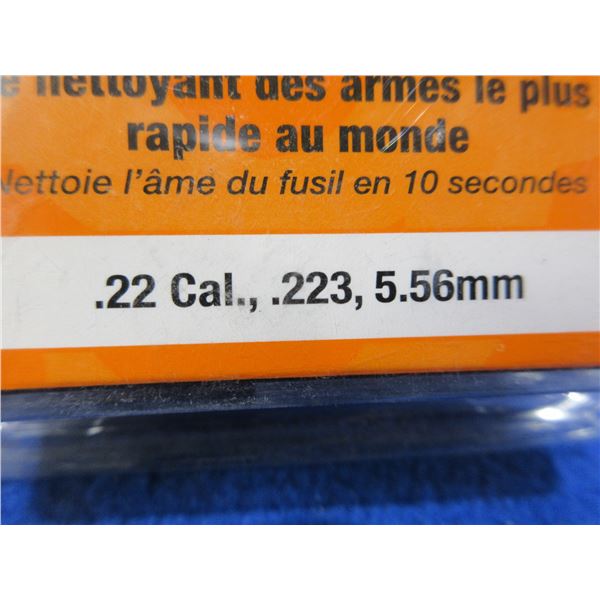 nettoyant des armes le plus
rapide au monde
Nettoie l'âme du fusil en 10 secondes
.22 Cal., .223, 5.56mm